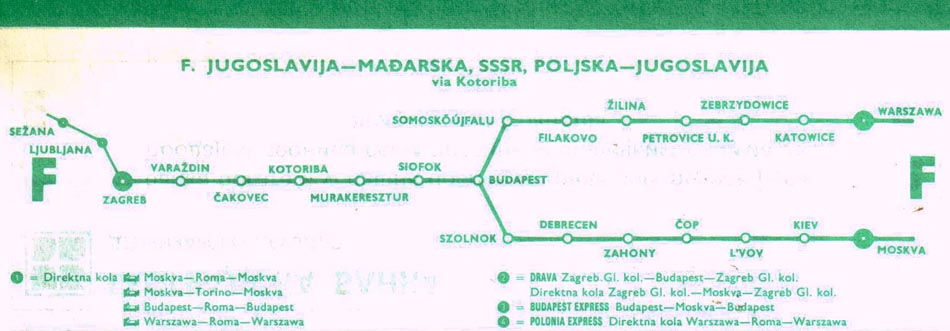 F. JUGOSLAVIJA—MAĐARSKA, SSSR, POLJSKA—JUGOSLAVIJA
via Kotoriba
SEŽANA
LJUBLJANA
F
ZAGREB
VARAŽDIN
ČAKOVEC
KOTORIBA
MURAKERESZTUR
SIOFOK
BUDAPEST
SOMOSKŐÚJFALU
FILAKOVO
ŽILINA
PETROVICE U. K.
ZEBRZYDOWICE
KATOWICE
WARSZAWA
SZOLNOK
DEBRECEN
ZAHONY
ČOP
L'VOV
KIEV
MOSKVA
F
1 = Direktna kola Moskva—Roma—Moskva
Moskva—Torino—Moskva
Budapest—Roma—Budapest
Warszawa—Roma—Warszawa
2 = DRAVA Zagreb Gl. kol.—Budapest—Zagreb Gl. kol.
Direktna kola Zagreb Gl. kol.—Moskva—Zagreb Gl. kol.
3 = BUDAPEST EXPRESS Budapest—Moskva—Budapest
4 = POLONIA EXPRESS Direktna kola Warszawa—Roma—Warszawa